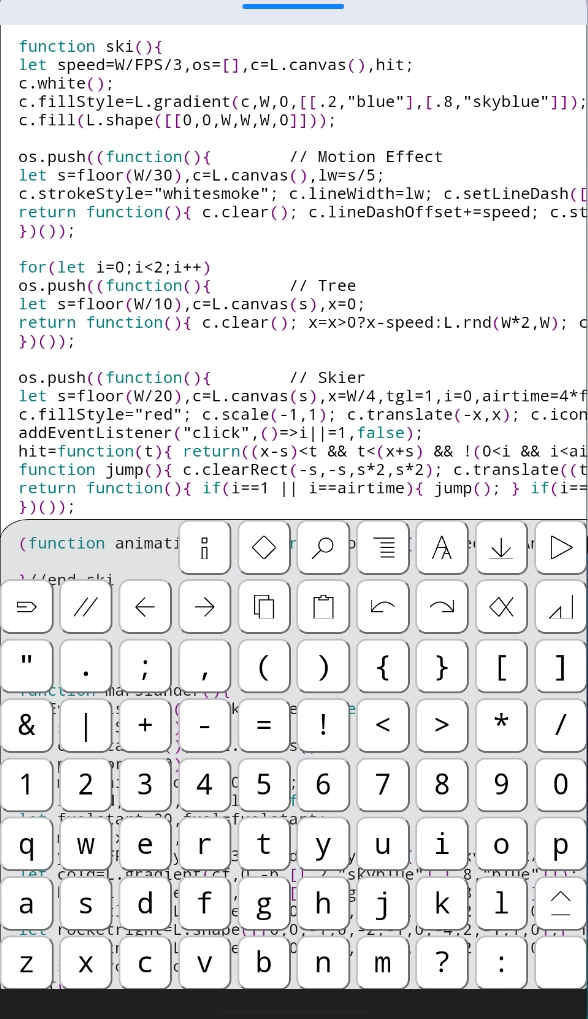 function ski(){
let speed=W/FPS/3,os=[],c=L.canvas(),hit;
c.white();
c.fillStyle=L.gradient(c,W,0,[[.2,"blue"],[.8,"skyblue"]]);
c.fill(L.shape([[0,0,W,W,W,0]]));
os.push((function(){ // Motion Effect
let s=floor(W/30),c=L.canvas(),lw=s/5;
c.strokeStyle="whitesmoke"; c.lineWidth=lw; c.setLineDash([
return function(){ c.clear(); c.lineDashOffset+=speed; c.st
})());
for(let i=0;i<2;i++)
os.push((function(){ // Tree
let s=floor(W/10),c=L.canvas(s),x=0;
return function(){ c.clear(); x=x>0?x-speed:L.rnd(W*2,W); c
})());
os.push((function(){ // Skier
let s=floor(W/20),c=L.canvas(s),x=W/4,tgl=1,i=0,airtime=4*f
c.fillStyle="red"; c.scale(-1,1); c.translate(-x,x); c.icon
addEventListener("click",()=>i||=1,false);
hit=function(t){ return((x-s)<t && t<(x+s) && !(0<i && i<ai
function jump(){ c.clearRect(-s,-s,s*2,s*2); c.translate((t
return function(){ if(i==1 || i==airtime){ jump(); } if(i==
})());
(function animati
}//end ski
" . ; , ( ) { } [ ]
& | + - = ! < > * /
1 2 3 4 5 6 7 8 9 0
q w e r t y u i o p
a s d f g h j k l
z x c v b n m ? :